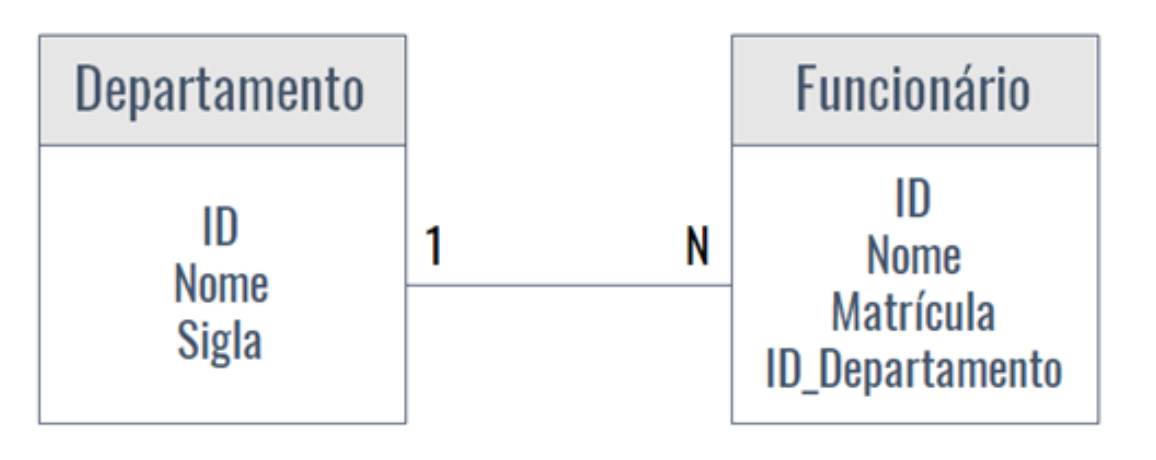 Departamento
ID
Nome
Sigla
1
N
Funcionário
ID
Nome
Matrícula
ID_Departamento